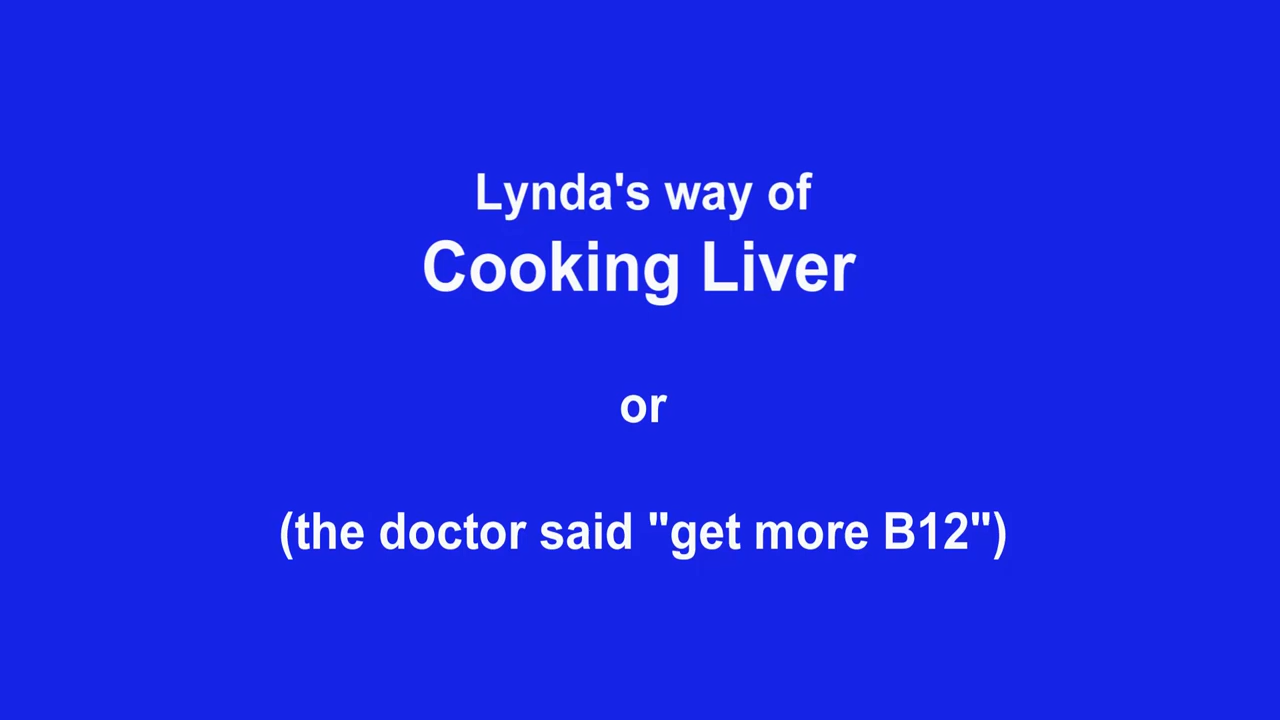 Lynda's way of
Cooking Liver
or
(the doctor said "get more B12")